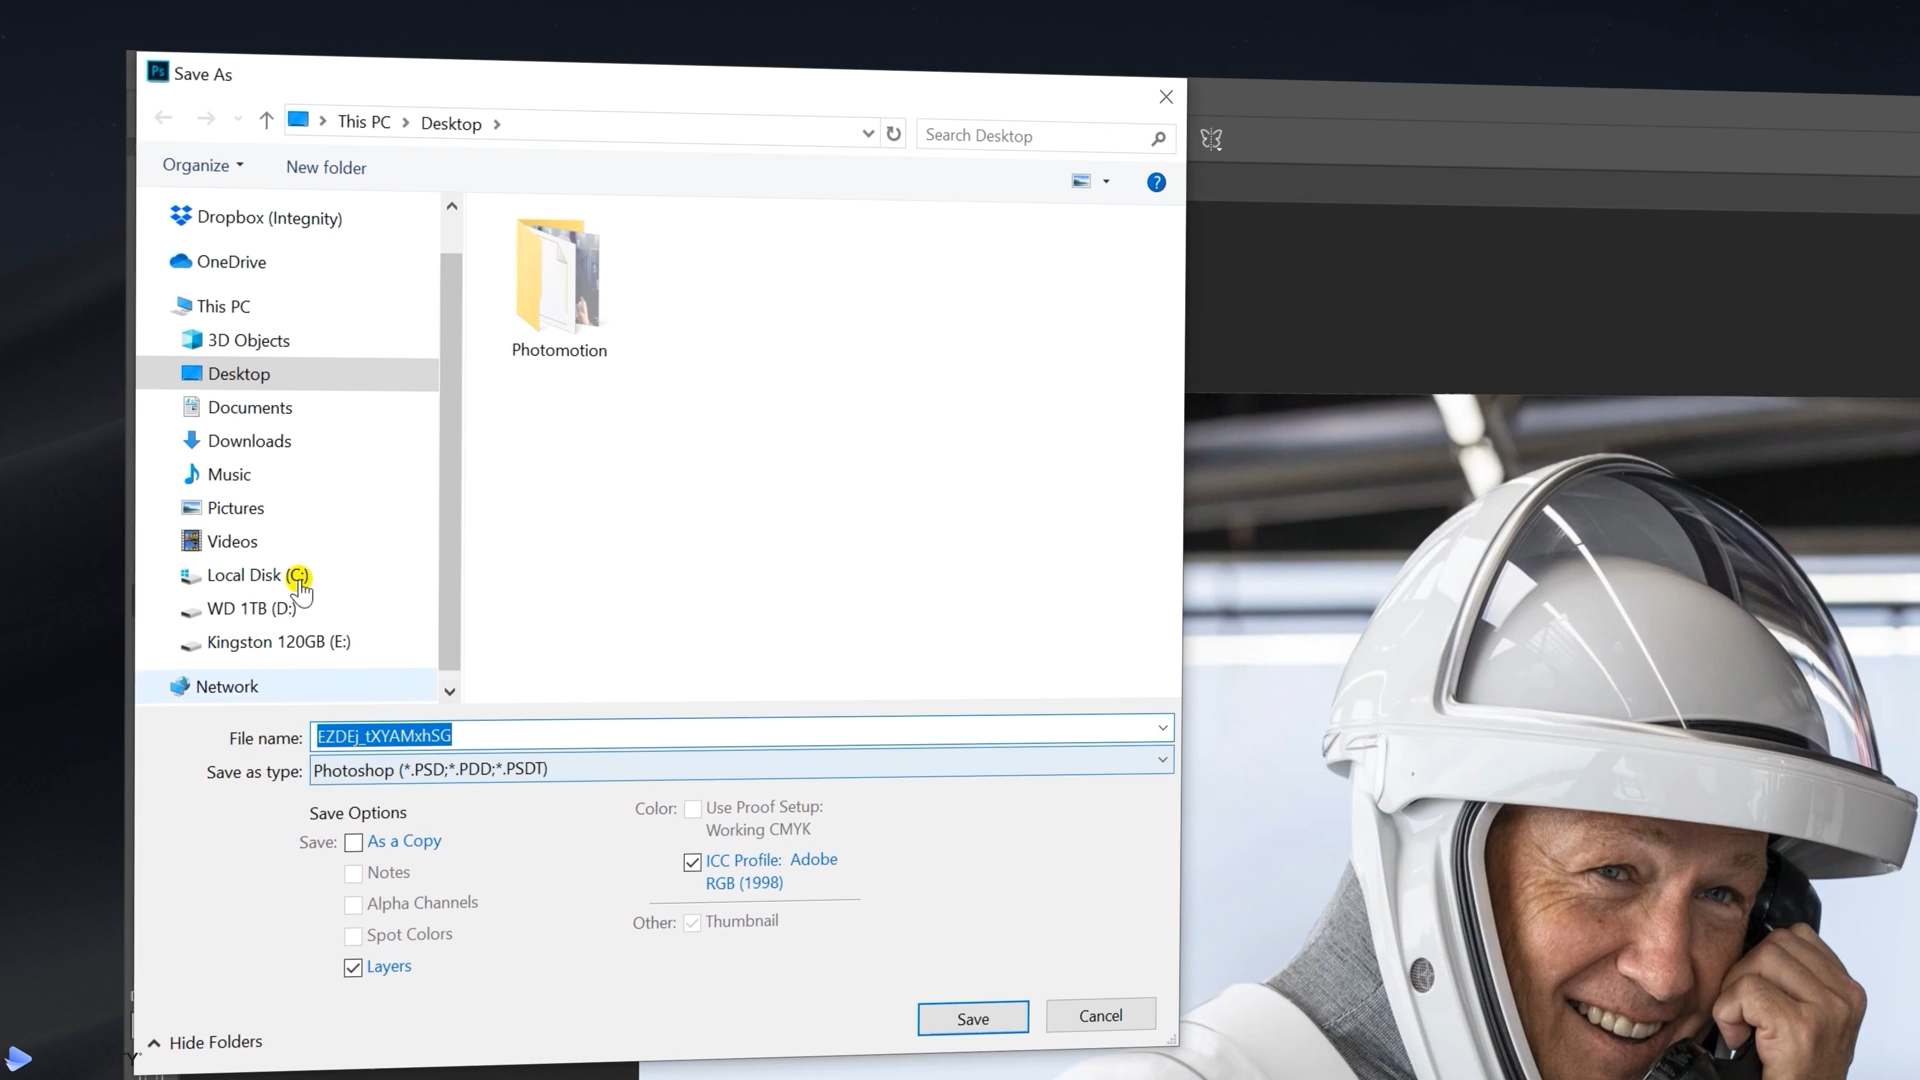 Ps Save As
This PC Desktop
Search Desktop
Organize New folder
?
Dropbox (Integnity)
OneDrive
This PC
3D Objects
Desktop
Documents
Downloads
Music
Pictures
Videos
Local Disk (C:)
WD 1TB (D:)
Kingston 120GB (E:)
Network
Photomotion
File name: EZDEj_tXYAMxhSG
Save as type: Photoshop (*.PSD;*.PDD;*.PSDT)
Save Options
Save: As a Copy
Notes
Alpha Channels
Spot Colors
Layers
Color: Use Proof Setup:
Working CMYK
ICC Profile: Adobe
RGB (1998)
Other: Thumbnail
Save Cancel
Hide Folders